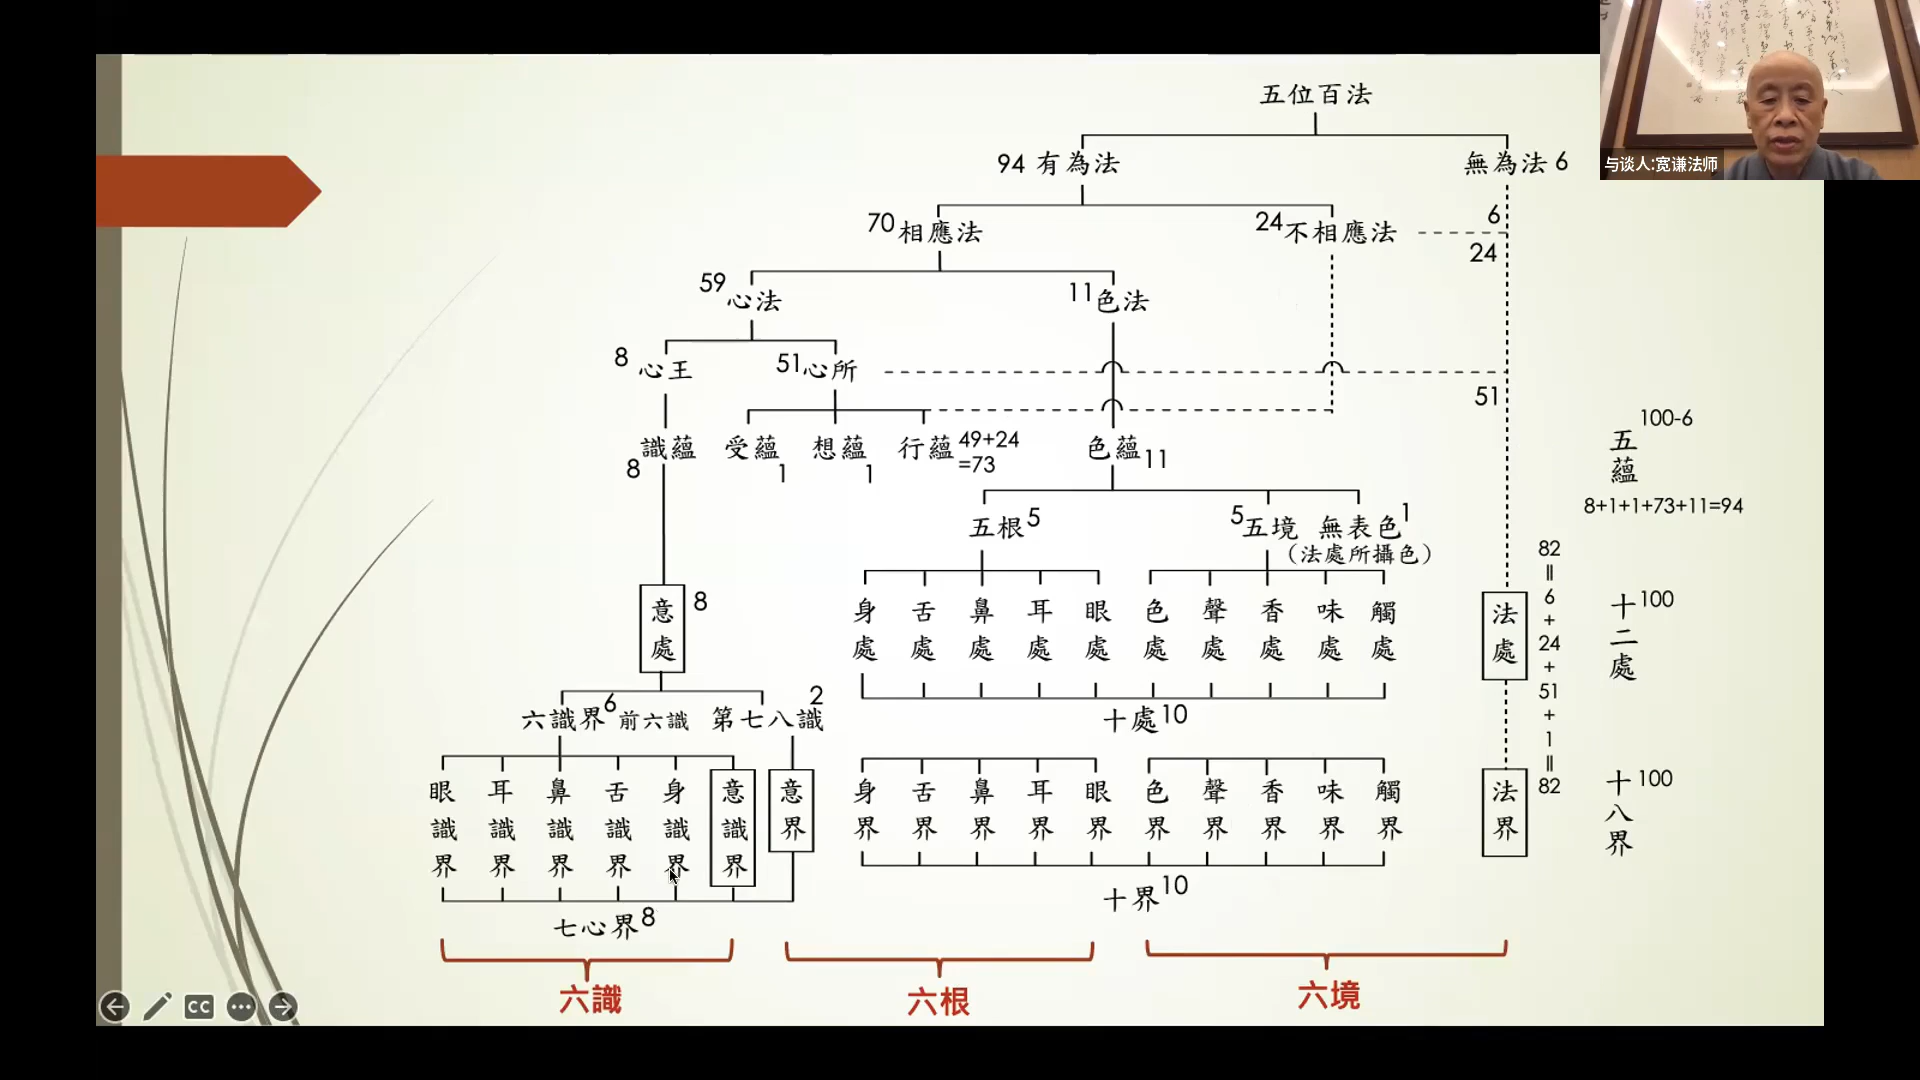 五位百法
94 有為法
無為法 6
与谈人:宽谦法师
70 相應法
24 不相應法
6
24
59 心法
11 色法
8 心王
51 心所
51
識蘊 8
受蘊 1
想蘊 1
行蘊 49+24
=73
色蘊 11
100-6
五蘊
8+1+1+73+11=94
五根 5
5 五境
無表色 1
(法處所攝色)
意處 8
身處 舌處 鼻處 耳處 眼處 色處 聲處 香處 味處 觸處
法處
82 = 6 + 24 + 51 + 1 = 82
十二處 100
十處 10
六識界 6 前六識
第七八識 2
眼識界 耳識界 鼻識界 舌識界 身識界 意識界 意界
身界 舌界 鼻界 耳界 眼界 色界 聲界 香界 味界 觸界
法界
十八界 100
七心界 8
十界 10
六識
六根
六境
CC